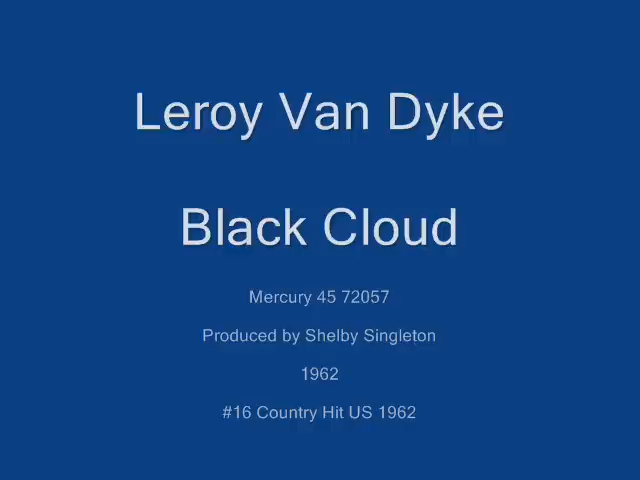 Leroy Van Dyke
Black Cloud
Mercury 45 72057
Produced by Shelby Singleton
1962
#16 Country Hit US 1962